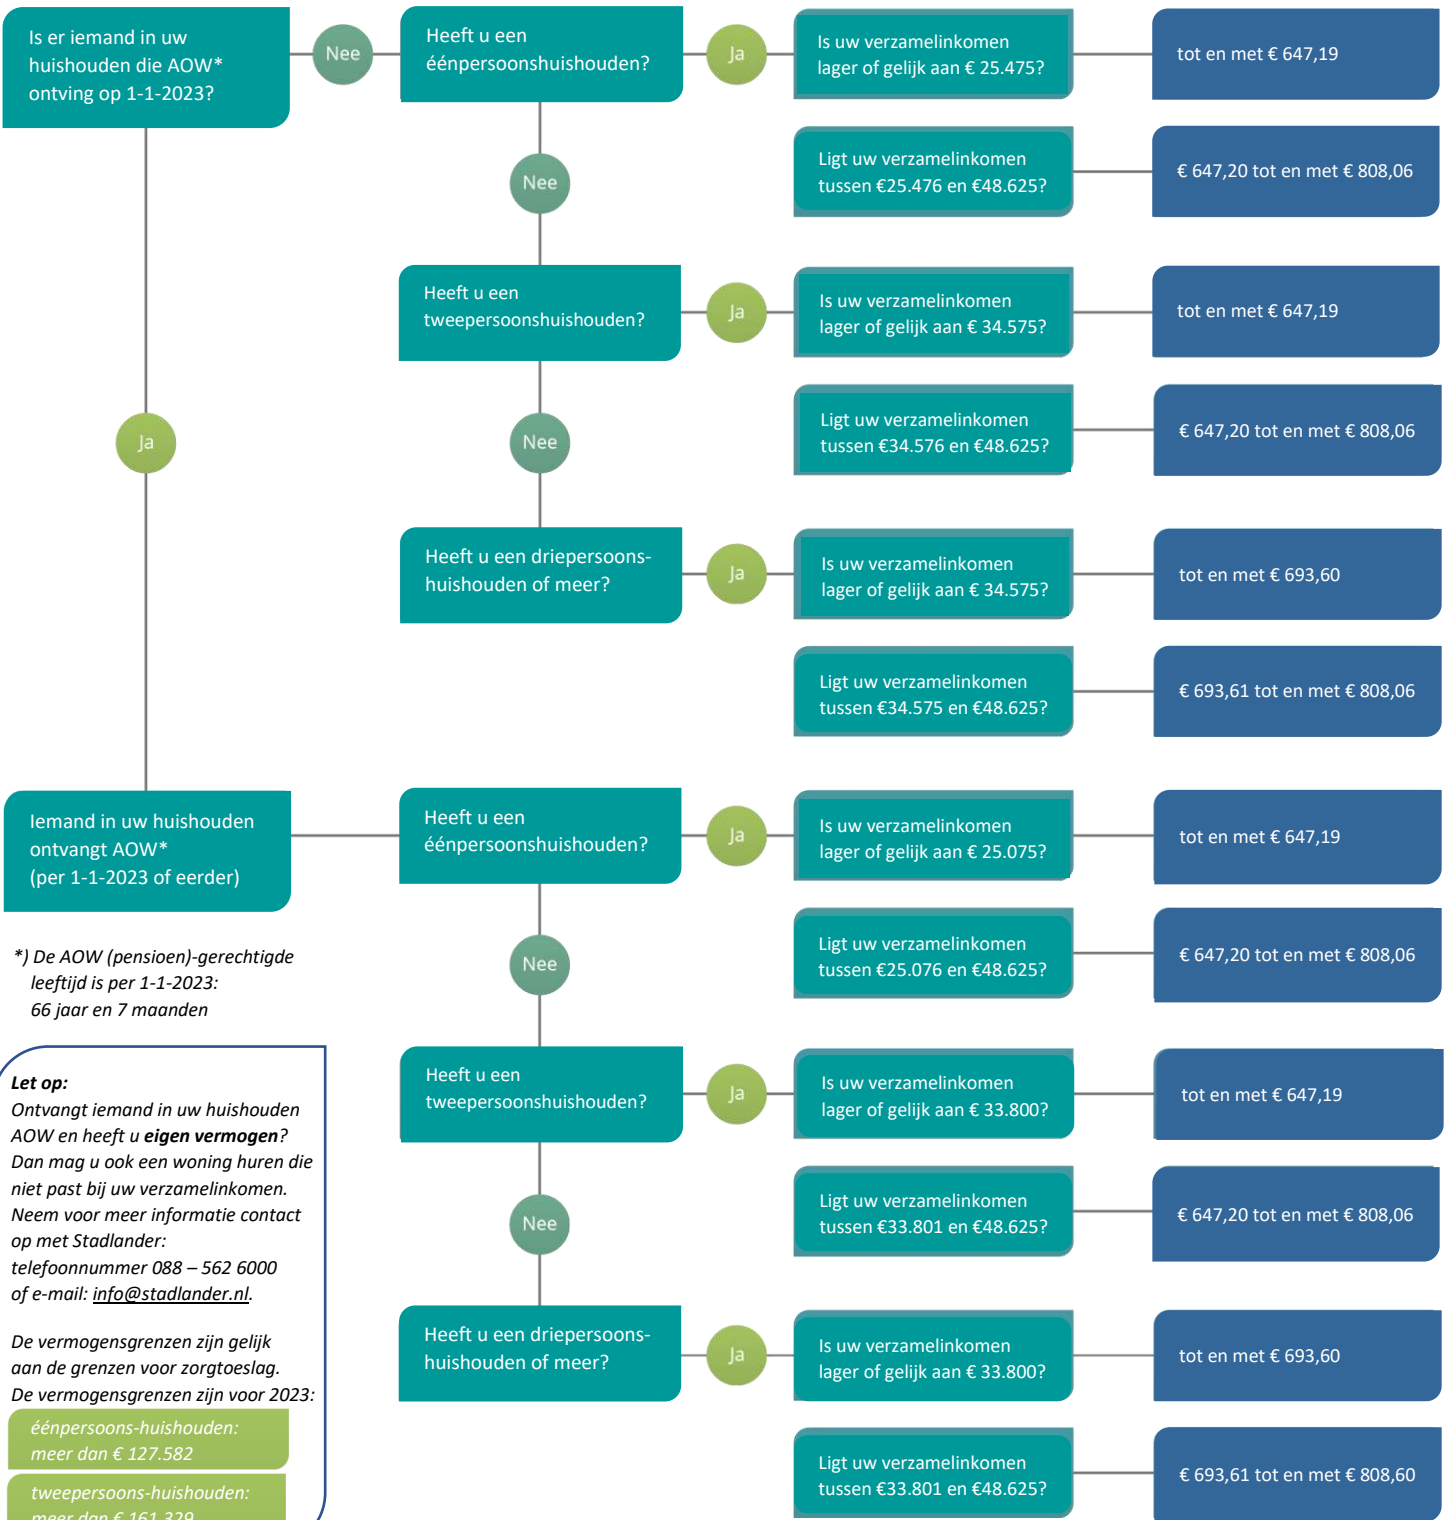 Is er iemand in uw
huishouden die AOW*
ontving op 1-1-2023?
Nee
Heeft u een
éénpersoonshuishouden?
Ja
Is uw verzamelinkomen
lager of gelijk aan € 25.475?
tot en met € 647,19
Ligt uw verzamelinkomen
tussen €25.476 en €48.625?
€ 647,20 tot en met € 808,06
Nee
Heeft u een
tweepersoonshuishouden?
Ja
Is uw verzamelinkomen
lager of gelijk aan € 34.575?
tot en met € 647,19
Ligt uw verzamelinkomen
tussen €34.576 en €48.625?
€ 647,20 tot en met € 808,06
Nee
Heeft u een driepersoons-
huishouden of meer?
Ja
Is uw verzamelinkomen
lager of gelijk aan € 34.575?
tot en met € 693,60
Ligt uw verzamelinkomen
tussen €34.575 en €48.625?
€ 693,61 tot en met € 808,06
Ja
Iemand in uw huishouden
ontvangt AOW*
(per 1-1-2023 of eerder)
Heeft u een
éénpersoonshuishouden?
Ja
Is uw verzamelinkomen
lager of gelijk aan € 25.075?
tot en met € 647,19
Ligt uw verzamelinkomen
tussen €25.076 en €48.625?
€ 647,20 tot en met € 808,06
Nee
Heeft u een
tweepersoonshuishouden?
Ja
Is uw verzamelinkomen
lager of gelijk aan € 33.800?
tot en met € 647,19
Ligt uw verzamelinkomen
tussen €33.801 en €48.625?
€ 647,20 tot en met € 808,06
Nee
Heeft u een driepersoons-
huishouden of meer?
Ja
Is uw verzamelinkomen
lager of gelijk aan € 33.800?
tot en met € 693,60
Ligt uw verzamelinkomen
tussen €33.801 en €48.625?
€ 693,61 tot en met € 808,60
*) De AOW (pensioen)-gerechtigde
leeftijd is per 1-1-2023:
66 jaar en 7 maanden
Let op:
Ontvangt iemand in uw huishouden
AOW en heeft u eigen vermogen?
Dan mag u ook een woning huren die
niet past bij uw verzamelinkomen.
Neem voor meer informatie contact
op met Stadlander:
telefoonnummer 088 – 562 6000
of e-mail: info@stadlander.nl.
De vermogensgrenzen zijn gelijk
aan de grenzen voor zorgtoeslag.
De vermogensgrenzen zijn voor 2023:
éénpersoons-huishouden:
meer dan € 127.582
tweepersoons-huishouden:
meer dan € 161.329